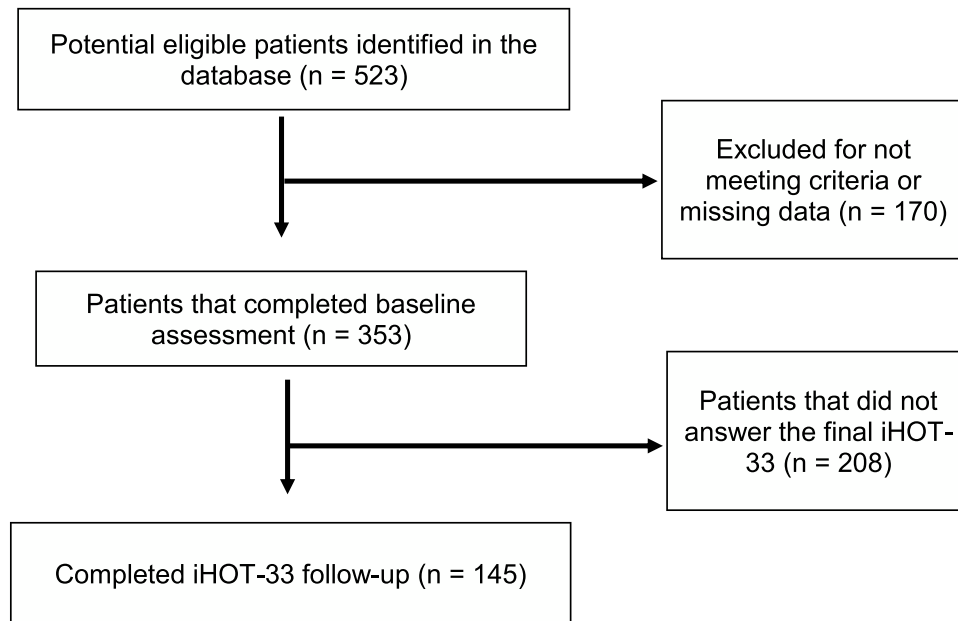 Potential eligible patients identified in the
database (n = 523)
Excluded for not
meeting criteria or
missing data (n = 170)
Patients that completed baseline
assessment (n = 353)
Patients that did not
answer the final iHOT-
33 (n = 208)
Completed iHOT-33 follow-up (n = 145)